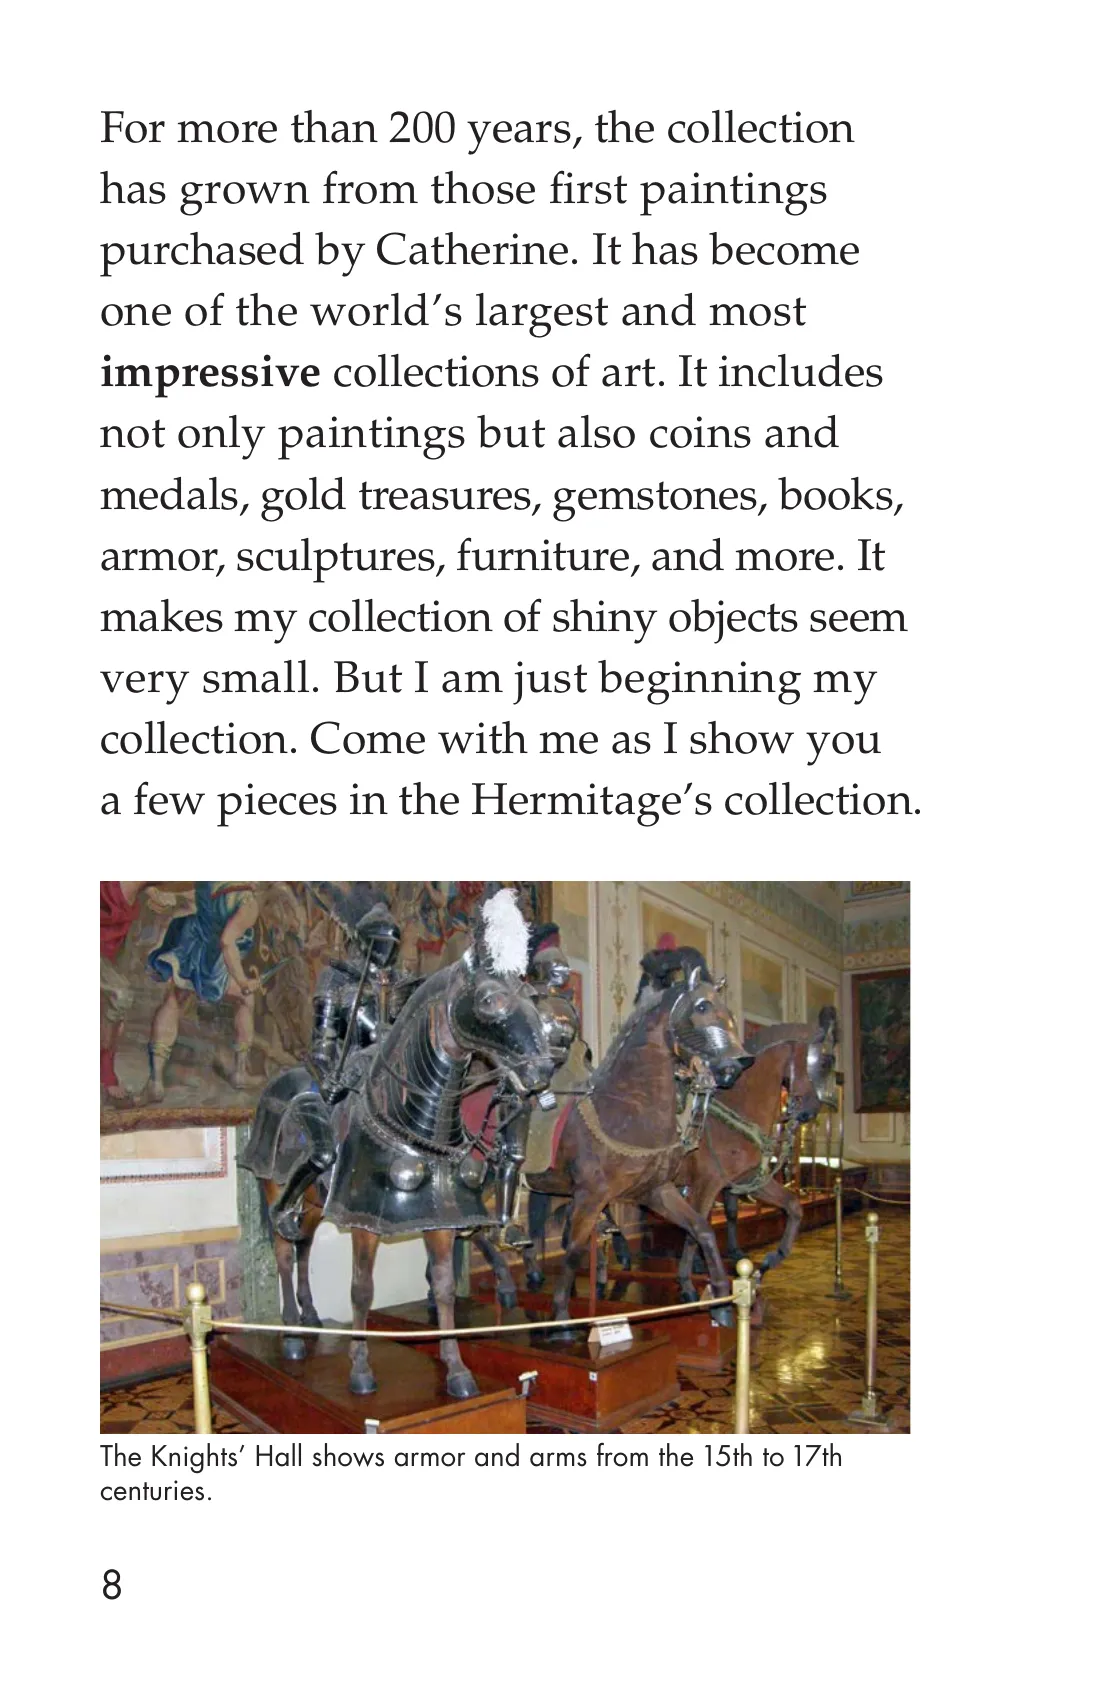 For more than 200 years, the collection
has grown from those first paintings
purchased by Catherine. It has become
one of the world’s largest and most
impressive collections of art. It includes
not only paintings but also coins and
medals, gold treasures, gemstones, books,
armor, sculptures, furniture, and more. It
makes my collection of shiny objects seem
very small. But I am just beginning my
collection. Come with me as I show you
a few pieces in the Hermitage’s collection.
The Knights’ Hall shows armor and arms from the 15th to 17th
centuries.
8